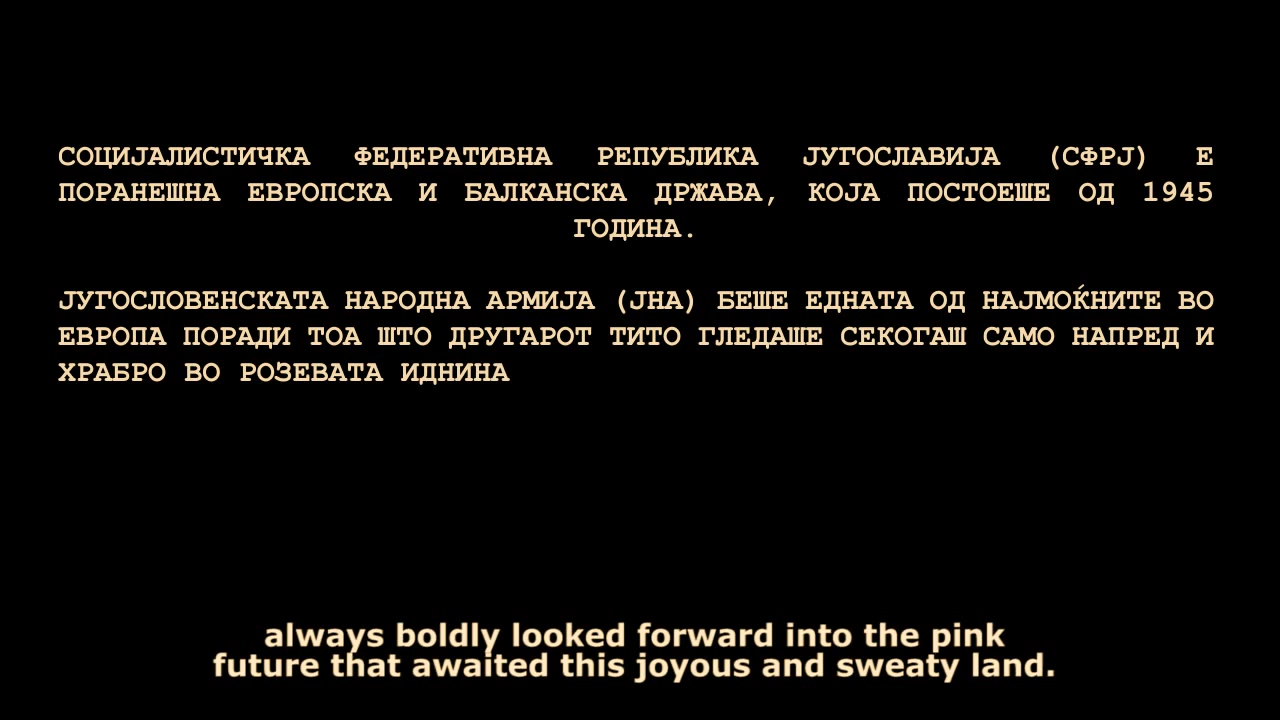 СОЦИЈАЛИСТИЧКА ФЕДЕРАТИВНА РЕПУБЛИКА ЈУГОСЛАВИЈА (СФРЈ) Е
ПОРАНЕШНА ЕВРОПСКА И БАЛКАНСКА ДРЖАВА, КОЈА ПОСТОЕШЕ ОД 1945
ГОДИНА.
ЈУГОСЛОВЕНСКАТА НАРОДНА АРМИЈА (ЈНА) БЕШЕ ЕДНАТА ОД НАЈМОЌНИТЕ ВО
ЕВРОПА ПОРАДИ ТОА ШТО ДРУГАРОТ ТИТО ГЛЕДАШЕ СЕКОГАШ САМО НАПРЕД И
ХРАБРО ВО РОЗЕВАТА ИДНИНА
always boldly looked forward into the pink
future that awaited this joyous and sweaty land.